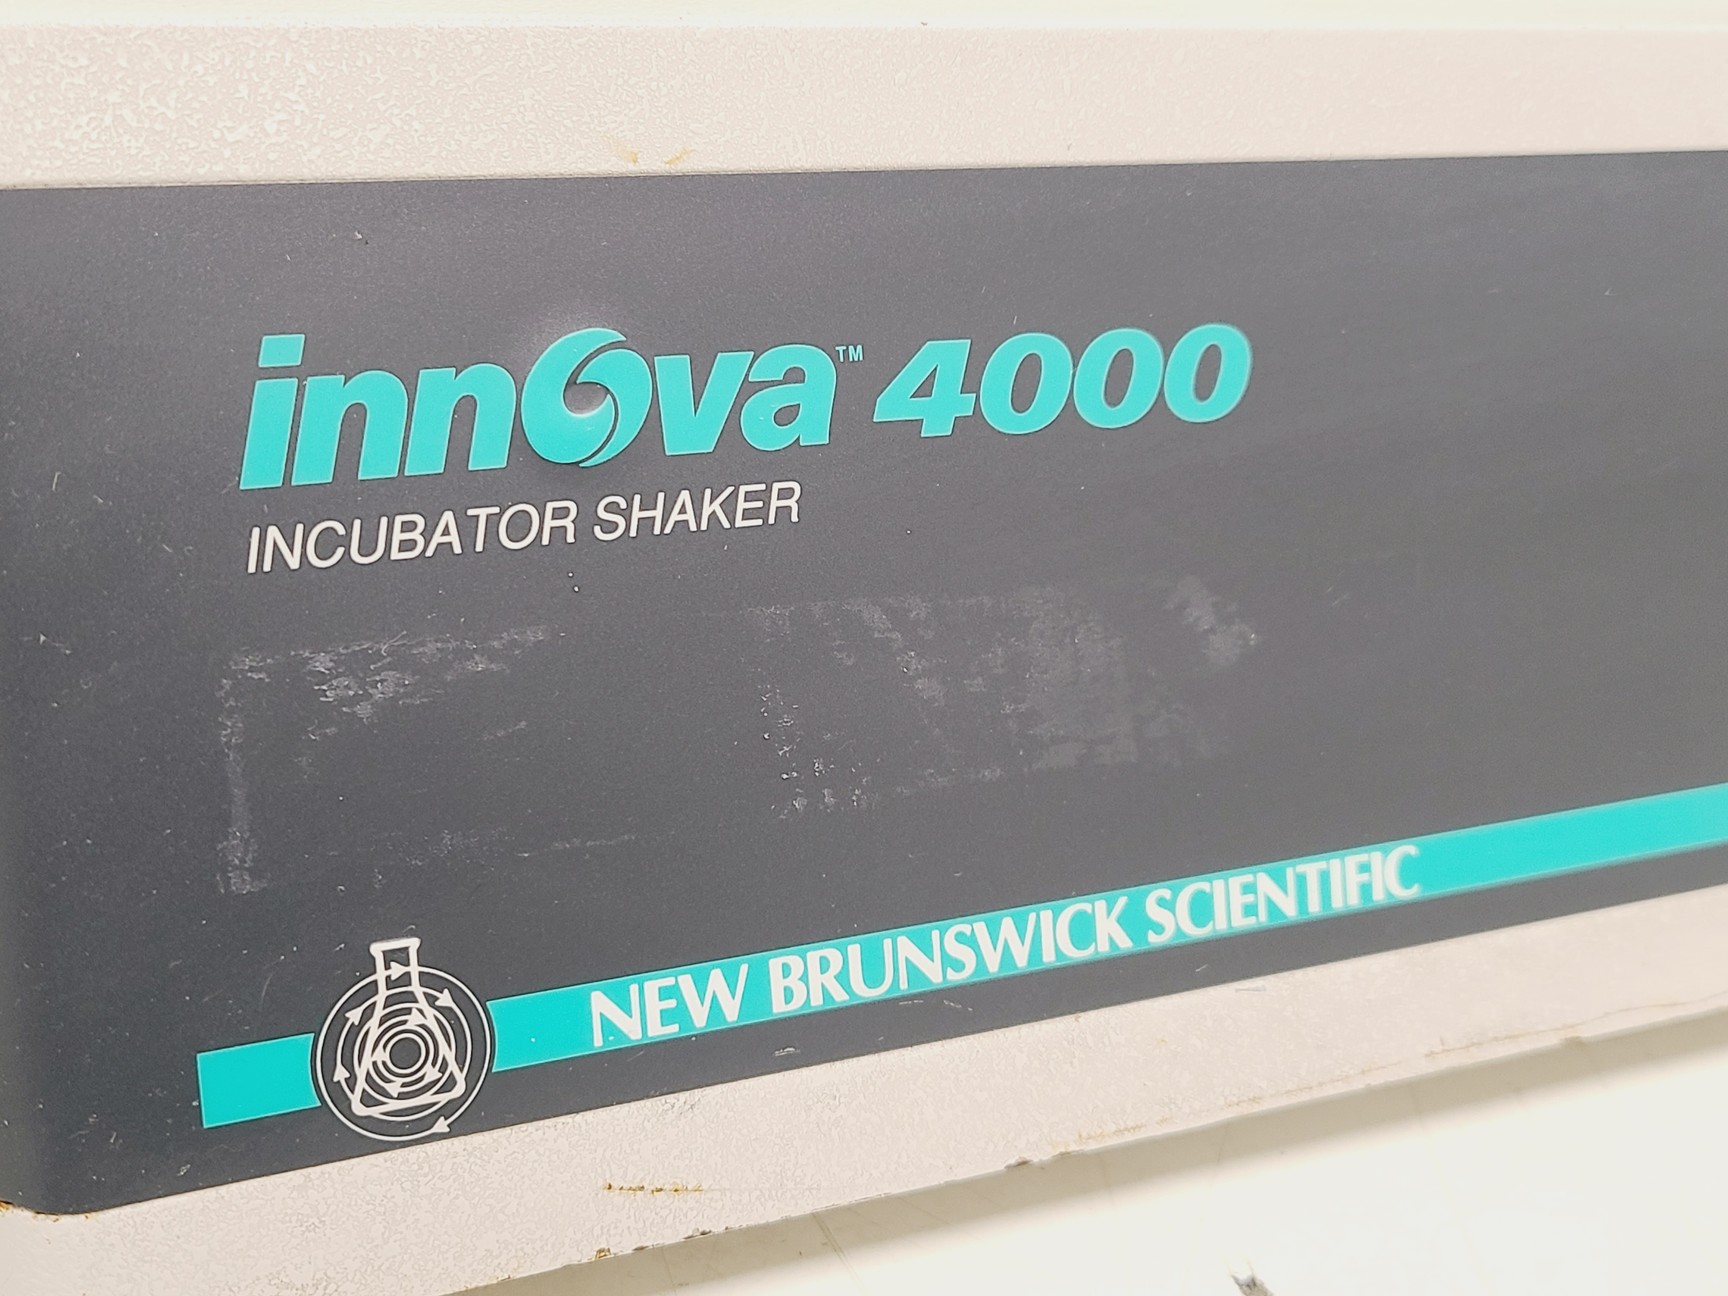 innova™ 4000
INCUBATOR SHAKER
NEW BRUNSWICK SCIENTIFIC